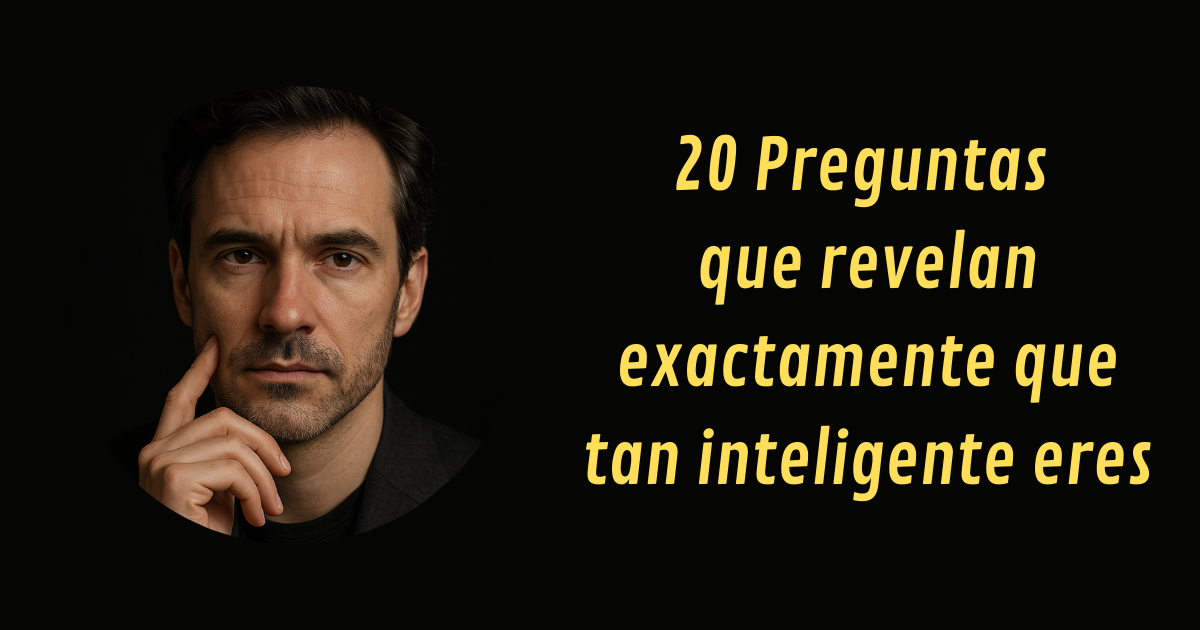 20 Preguntas
que revelan
exactamente que
tan inteligente eres